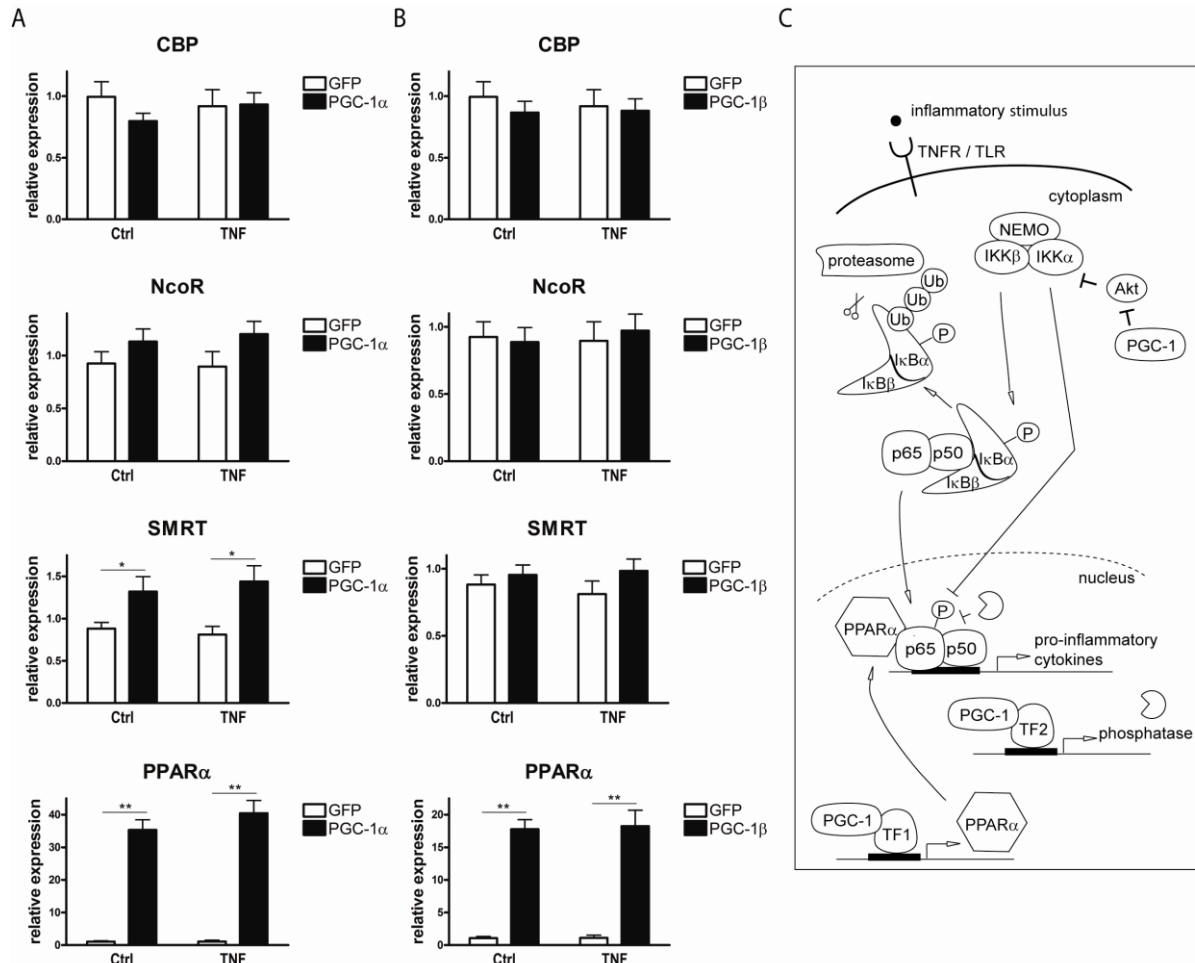 A
CBP
relative expression
1.0
0.5
0.0
Ctrl
TNF
GFP
PGC-1α
NcoR
relative expression
1.0
0.5
0.0
Ctrl
TNF
GFP
PGC-1α
SMRT
relative expression
1.5
1.0
0.5
0.0
*
*
Ctrl
TNF
GFP
PGC-1α
PPARα
relative expression
40
30
20
10
0
**
**
Ctrl
TNF
GFP
PGC-1α
B
CBP
relative expression
1.0
0.5
0.0
Ctrl
TNF
GFP
PGC-1β
NcoR
relative expression
1.0
0.5
0.0
Ctrl
TNF
GFP
PGC-1β
SMRT
relative expression
1.0
0.5
0.0
Ctrl
TNF
GFP
PGC-1β
PPARα
relative expression
20
10
0
**
**
Ctrl
TNF
GFP
PGC-1β
C
inflammatory stimulus
TNFR / TLR
cytoplasm
NEMO
IKKβ
IKKα
proteasome
Ub
Ub
Ub
Akt
P
PGC-1
IκBα
IκBβ
P
p65
p50
IκBα
IκBβ
nucleus
P
PPARα
p65
p50
pro-inflammatory
cytokines
PGC-1
TF2
phosphatase
PGC-1
TF1
PPARα